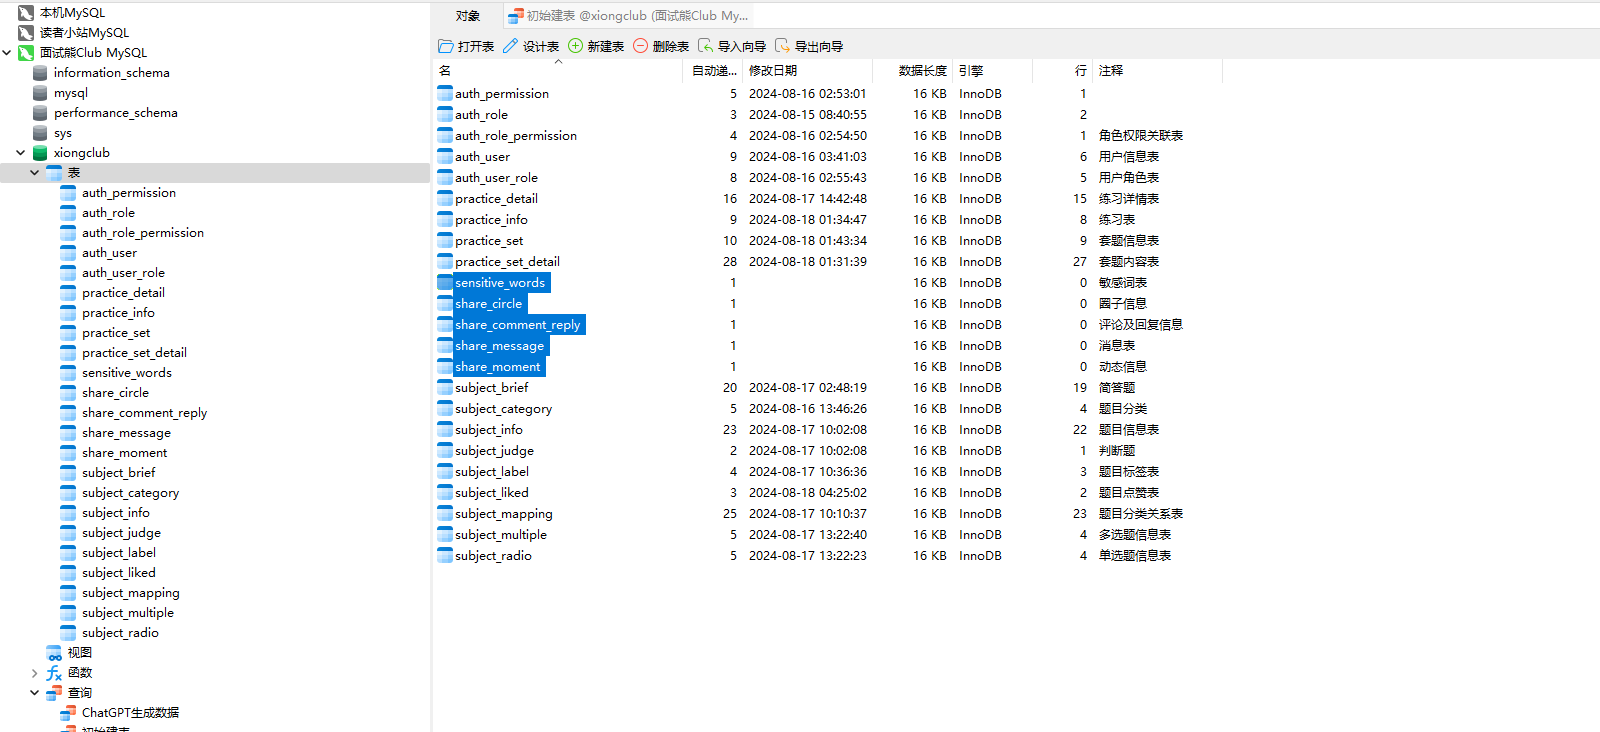 本机MySQL
读者小站MySQL
面试熊Club MySQL
information_schema
mysql
performance_schema
sys
xiongclub
表
auth_permission
auth_role
auth_role_permission
auth_user
auth_user_role
practice_detail
practice_info
practice_set
practice_set_detail
sensitive_words
share_circle
share_comment_reply
share_message
share_moment
subject_brief
subject_category
subject_info
subject_judge
subject_label
subject_liked
subject_mapping
subject_multiple
subject_radio
视图
函数
查询
ChatGPT生成数据
初始建表
对象 初始建表 @xiongclub (面试熊Club My...
打开表 设计表 新建表 删除表 导入向导 导出向导
名 自动递... 修改日期 数据长度 引擎 行 注释
auth_permission 5 2024-08-16 02:53:01 16 KB InnoDB 1
auth_role 3 2024-08-15 08:40:55 16 KB InnoDB 2
auth_role_permission 4 2024-08-16 02:54:50 16 KB InnoDB 1 角色权限关联表
auth_user 9 2024-08-16 03:41:03 16 KB InnoDB 6 用户信息表
auth_user_role 8 2024-08-16 02:55:43 16 KB InnoDB 5 用户角色表
practice_detail 16 2024-08-17 14:42:48 16 KB InnoDB 15 练习详情表
practice_info 9 2024-08-18 01:34:47 16 KB InnoDB 8 练习表
practice_set 10 2024-08-18 01:43:34 16 KB InnoDB 9 套题信息表
practice_set_detail 28 2024-08-18 01:31:39 16 KB InnoDB 27 套题内容表
sensitive_words 1 16 KB InnoDB 0 敏感词表
share_circle 1 16 KB InnoDB 0 圈子信息
share_comment_reply 1 16 KB InnoDB 0 评论及回复信息
share_message 1 16 KB InnoDB 0 消息表
share_moment 1 16 KB InnoDB 0 动态信息
subject_brief 20 2024-08-17 02:48:19 16 KB InnoDB 19 简答题
subject_category 5 2024-08-16 13:46:26 16 KB InnoDB 4 题目分类
subject_info 23 2024-08-17 10:02:08 16 KB InnoDB 22 题目信息表
subject_judge 2 2024-08-17 10:02:08 16 KB InnoDB 1 判断题
subject_label 4 2024-08-17 10:36:36 16 KB InnoDB 3 题目标签表
subject_liked 3 2024-08-18 04:25:02 16 KB InnoDB 2 题目点赞表
subject_mapping 25 2024-08-17 10:10:37 16 KB InnoDB 23 题目分类关系表
subject_multiple 5 2024-08-17 13:22:40 16 KB InnoDB 4 多选题信息表
subject_radio 5 2024-08-17 13:22:23 16 KB InnoDB 4 单选题信息表